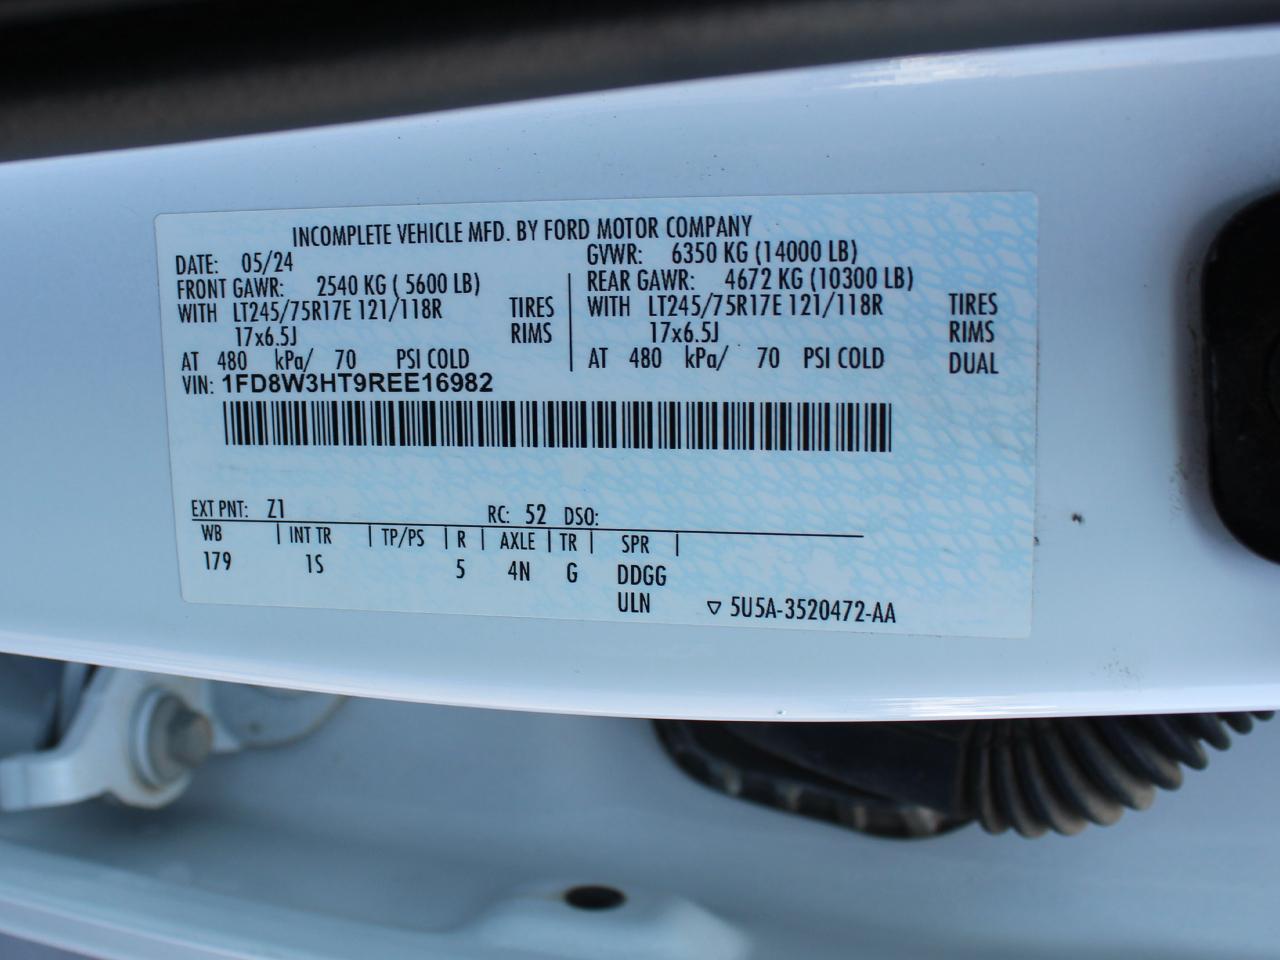 INCOMPLETE VEHICLE MFD. BY FORD MOTOR COMPANY
DATE: 05/24 GVWR: 6350 KG (14000 LB)
FRONT GAWR: 2540 KG ( 5600 LB) REAR GAWR: 4672 KG (10300 LB)
WITH LT245/75R17E 121/118R TIRES WITH LT245/75R17E 121/118R TIRES
17x6.5J RIMS 17x6.5J RIMS
AT 480 kPa/ 70 PSI COLD AT 480 kPa/ 70 PSI COLD DUAL
VIN: 1FD8W3HT9REE16982
EXT PNT: Z1 RC: 52 DSO:
WB | INT TR | TP/PS | R | AXLE | TR | SPR |
179 1S 5 4N G DDGG
ULN ▽ 5U5A-3520472-AA